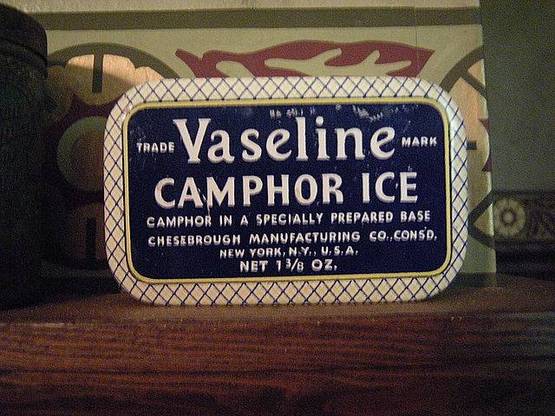 TRADE Vaseline MARK
CAMPHOR ICE
CAMPHOR IN A SPECIALLY PREPARED BASE
CHESEBROUGH MANUFACTURING CO., CONS'D.
NEW YORK, N.Y., U.S.A.
NET 1 3/8 OZ.